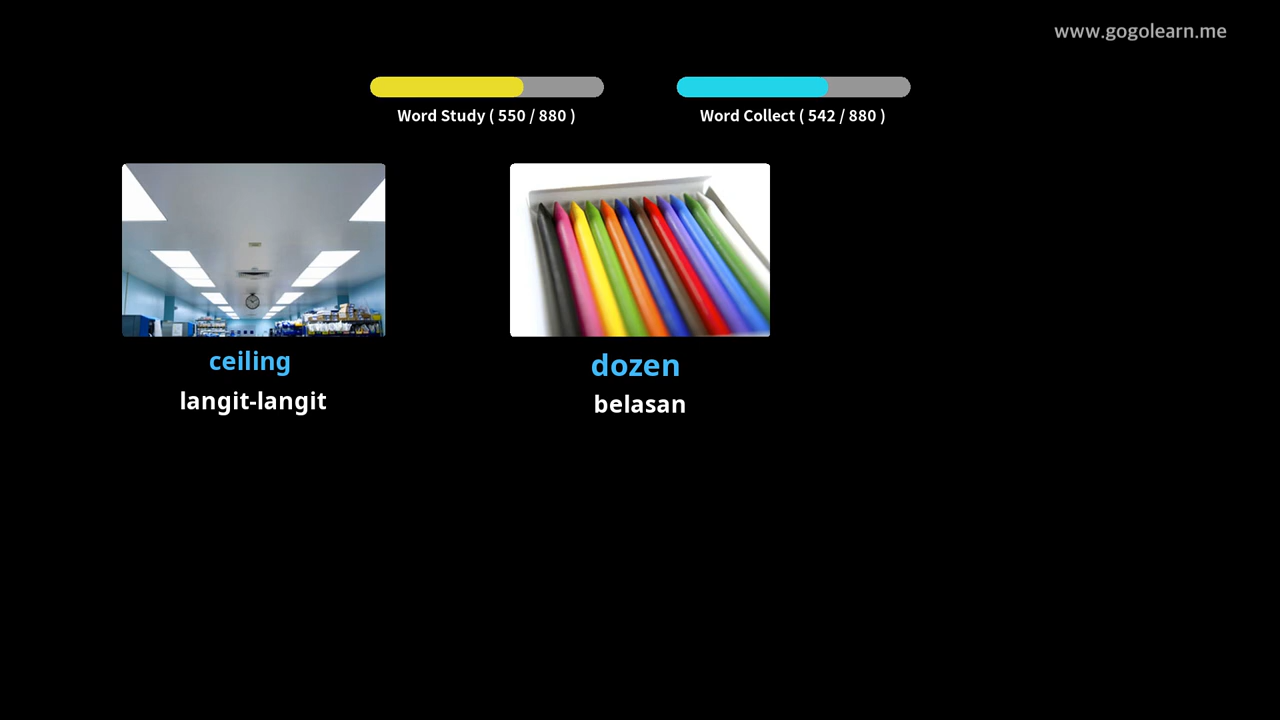 www.gogolearn.me
Word Study ( 550 / 880 )
Word Collect ( 542 / 880 )
ceiling
langit-langit
dozen
belasan